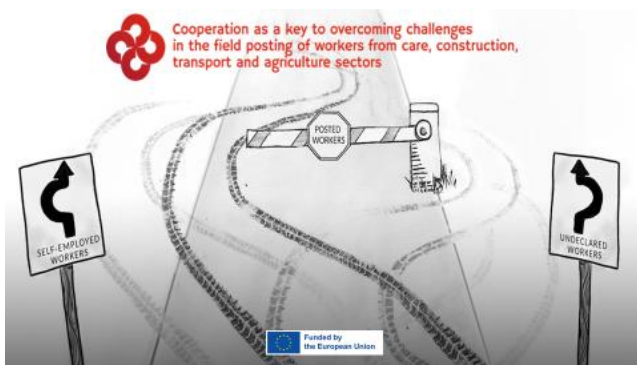 Cooperation as a key to overcoming challenges
in the field posting of workers from care, construction,
transport and agriculture sectors
POSTED
WORKERS
SELF-EMPLOYED
WORKERS
UNDECLARED
WORKERS
Funded by
the European Union